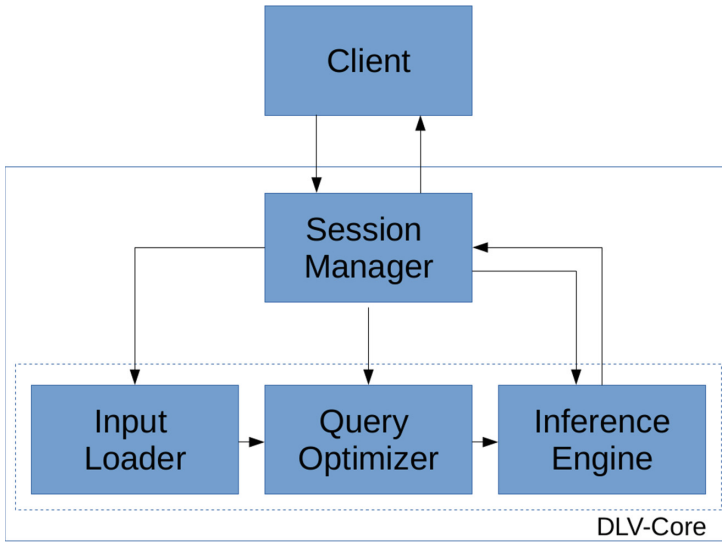 Client
Session
Manager
Input
Loader
Query
Optimizer
Inference
Engine
DLV-Core